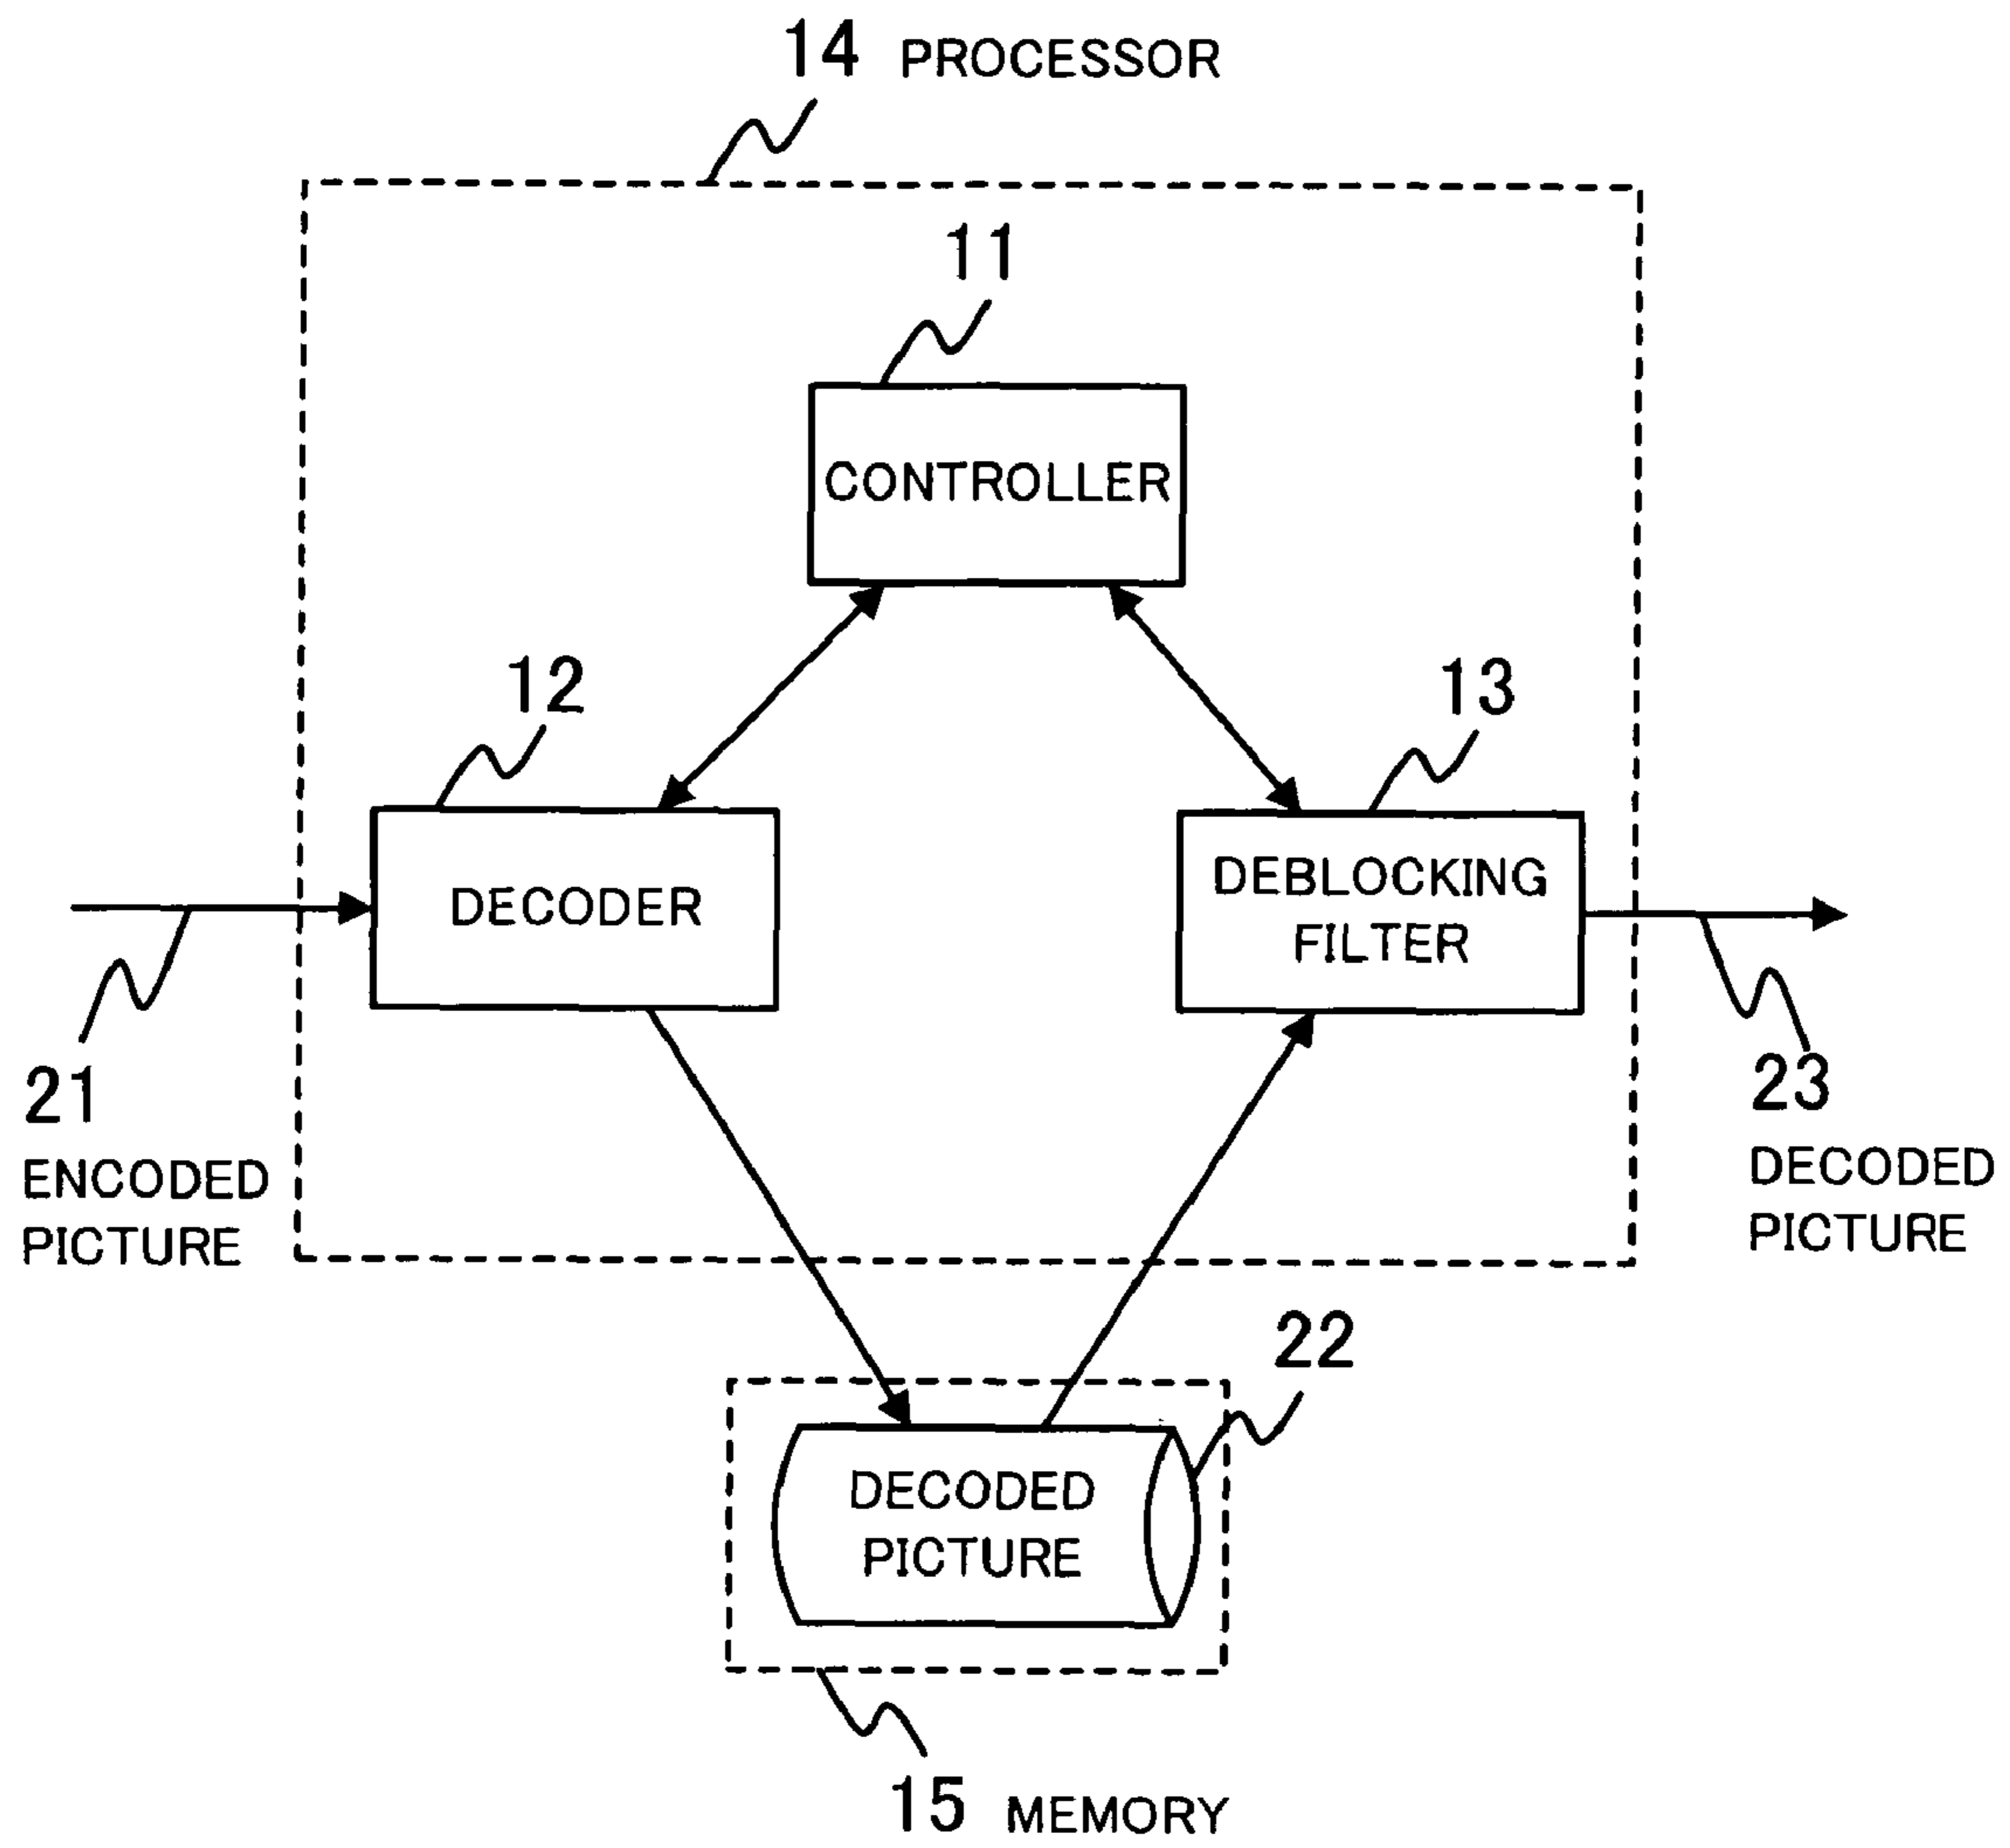 14 PROCESSOR
11
CONTROLLER
12
13
DECODER
DEBLOCKING
FILTER
21
ENCODED
PICTURE
23
DECODED
PICTURE
22
DECODED
PICTURE
15 MEMORY